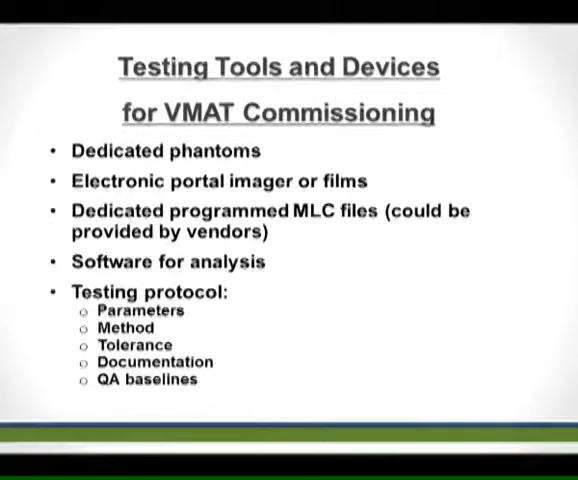 Testing Tools and Devices
for VMAT Commissioning
• Dedicated phantoms
• Electronic portal imager or films
• Dedicated programmed MLC files (could be
provided by vendors)
• Software for analysis
• Testing protocol:
o Parameters
o Method
o Tolerance
o Documentation
o QA baselines